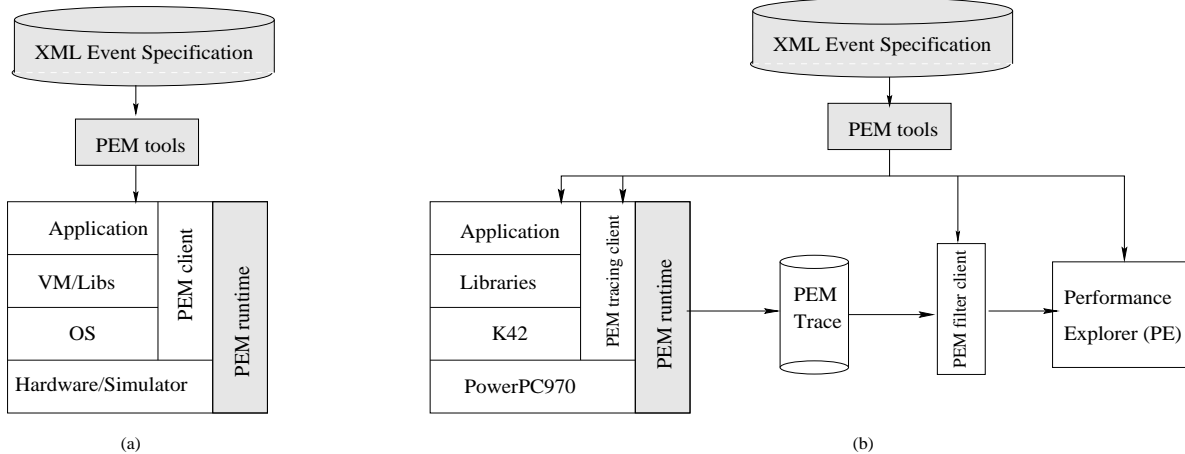 XML Event Specification
PEM tools
Application
VM/Libs
OS
Hardware/Simulator
PEM client
PEM runtime
(a)
XML Event Specification
PEM tools
Application
Libraries
K42
PowerPC970
PEM tracing client
PEM runtime
PEM
Trace
PEM filter client
Performance
Explorer (PE)
(b)